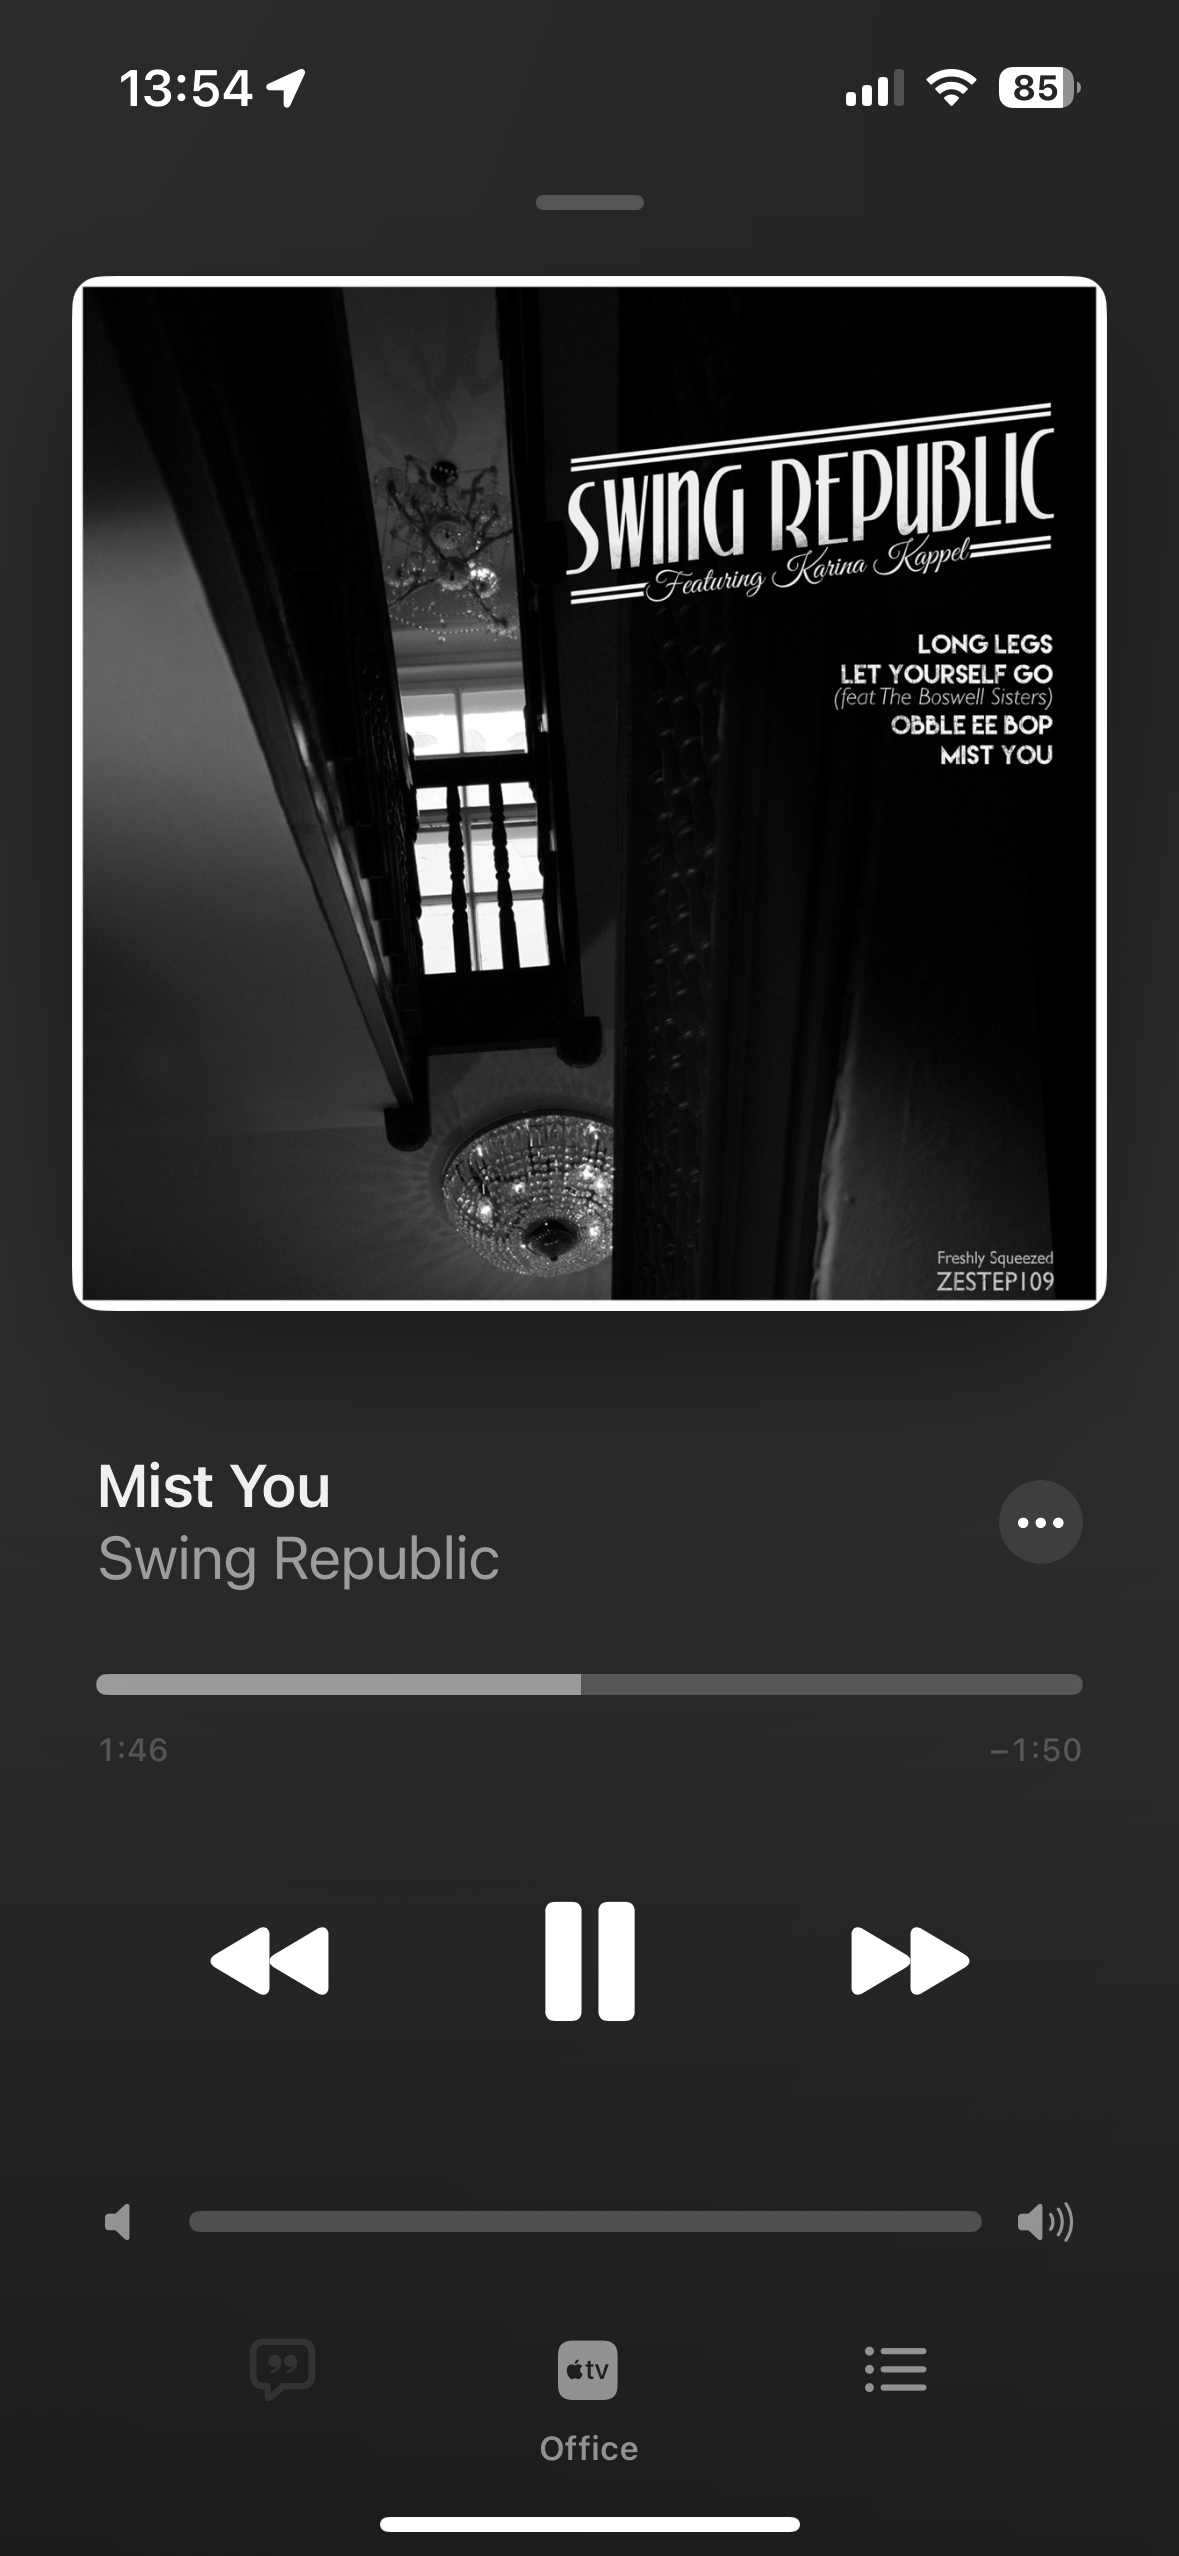 13:54
85
SWING REPUBLIC
Featuring Karina Kappel
LONG LEGS
LET YOURSELF GO
(feat The Boswell Sisters)
OBBLE EE BOP
MIST YOU
Freshly Squeezed
ZESTEP109
Mist You
Swing Republic
1:46
–1:50
tv
Office